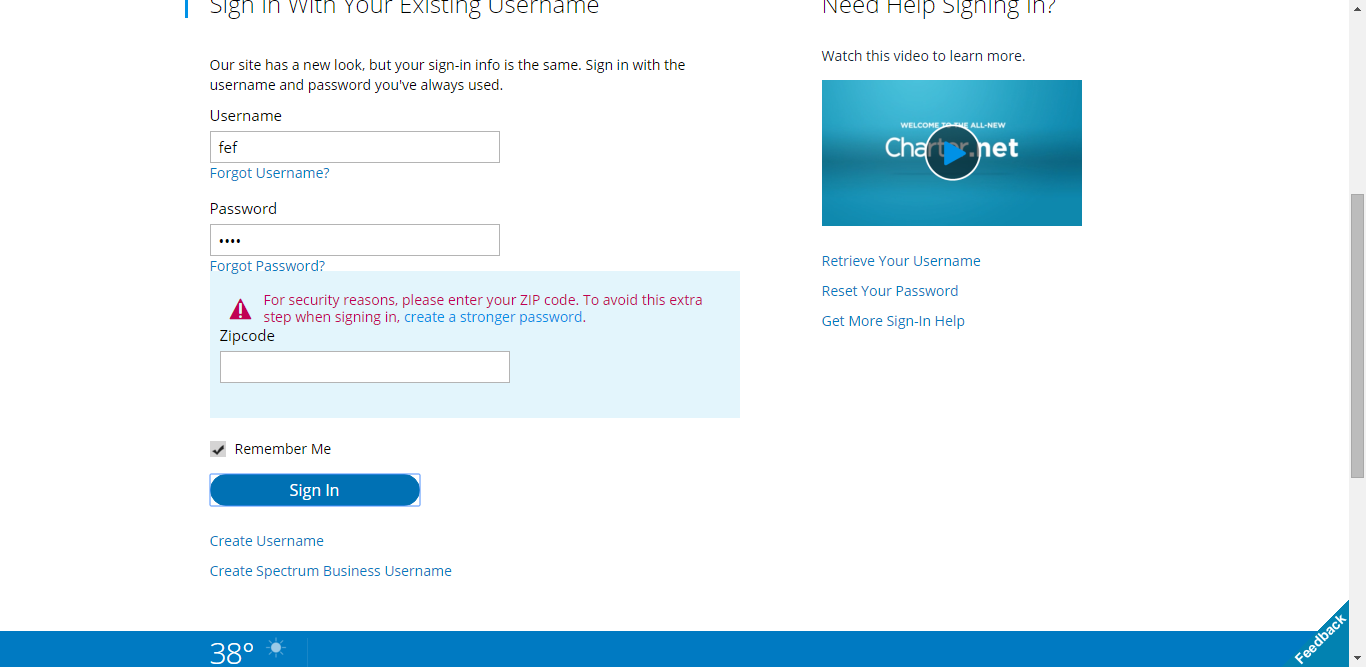 Sign In With Your Existing Username
Our site has a new look, but your sign-in info is the same. Sign in with the
username and password you've always used.
Username
fef
Forgot Username?
Password
••••
Forgot Password?
For security reasons, please enter your ZIP code. To avoid this extra
step when signing in, create a stronger password.
Zipcode
Remember Me
Sign In
Create Username
Create Spectrum Business Username
Need Help Signing In?
Watch this video to learn more.
WELCOME TO THE ALL-NEW
Charter.net
Retrieve Your Username
Reset Your Password
Get More Sign-In Help
38°
Feedback